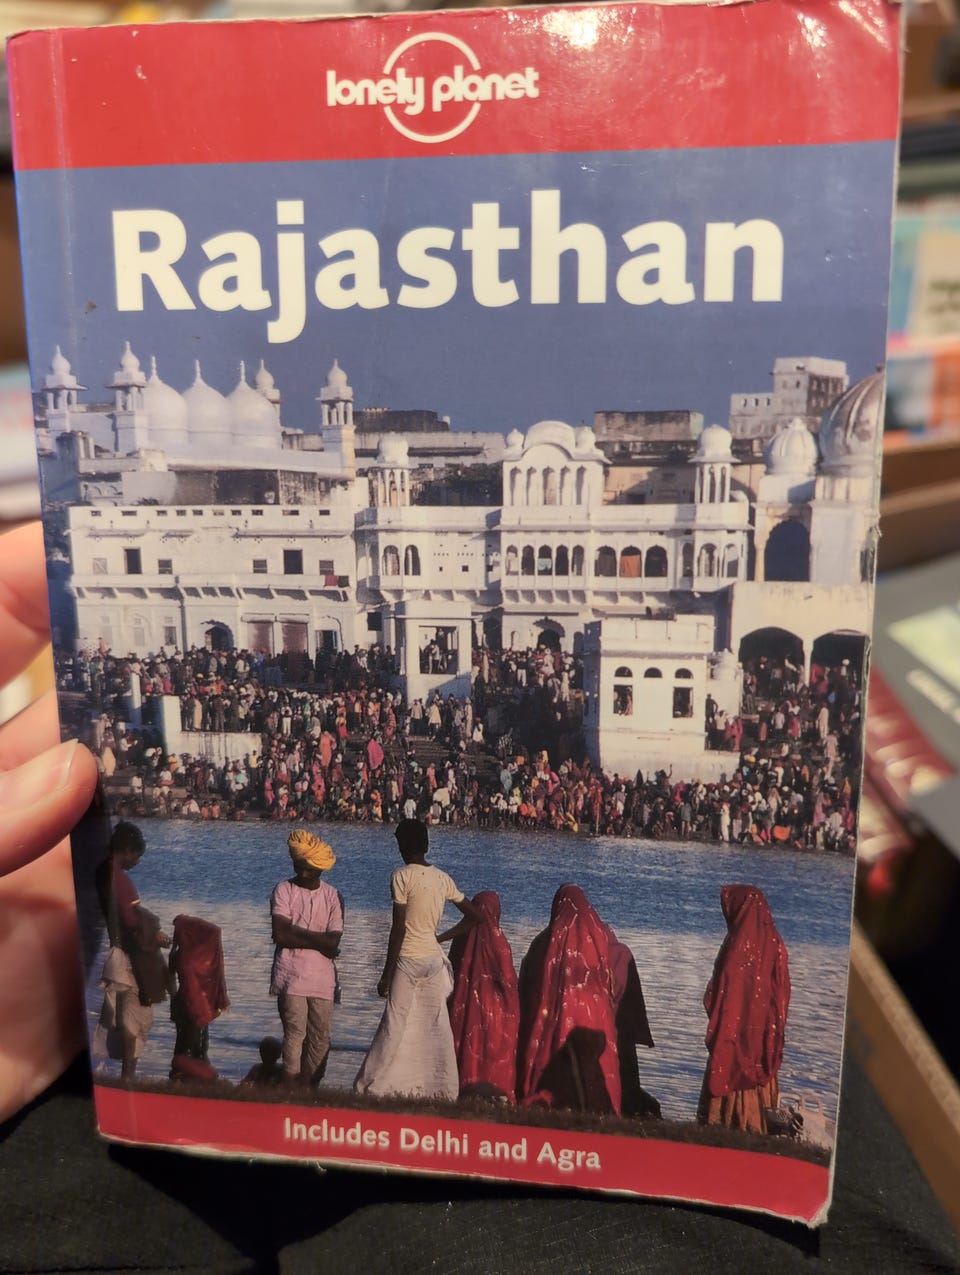 lonely planet
Rajasthan
Includes Delhi and Agra